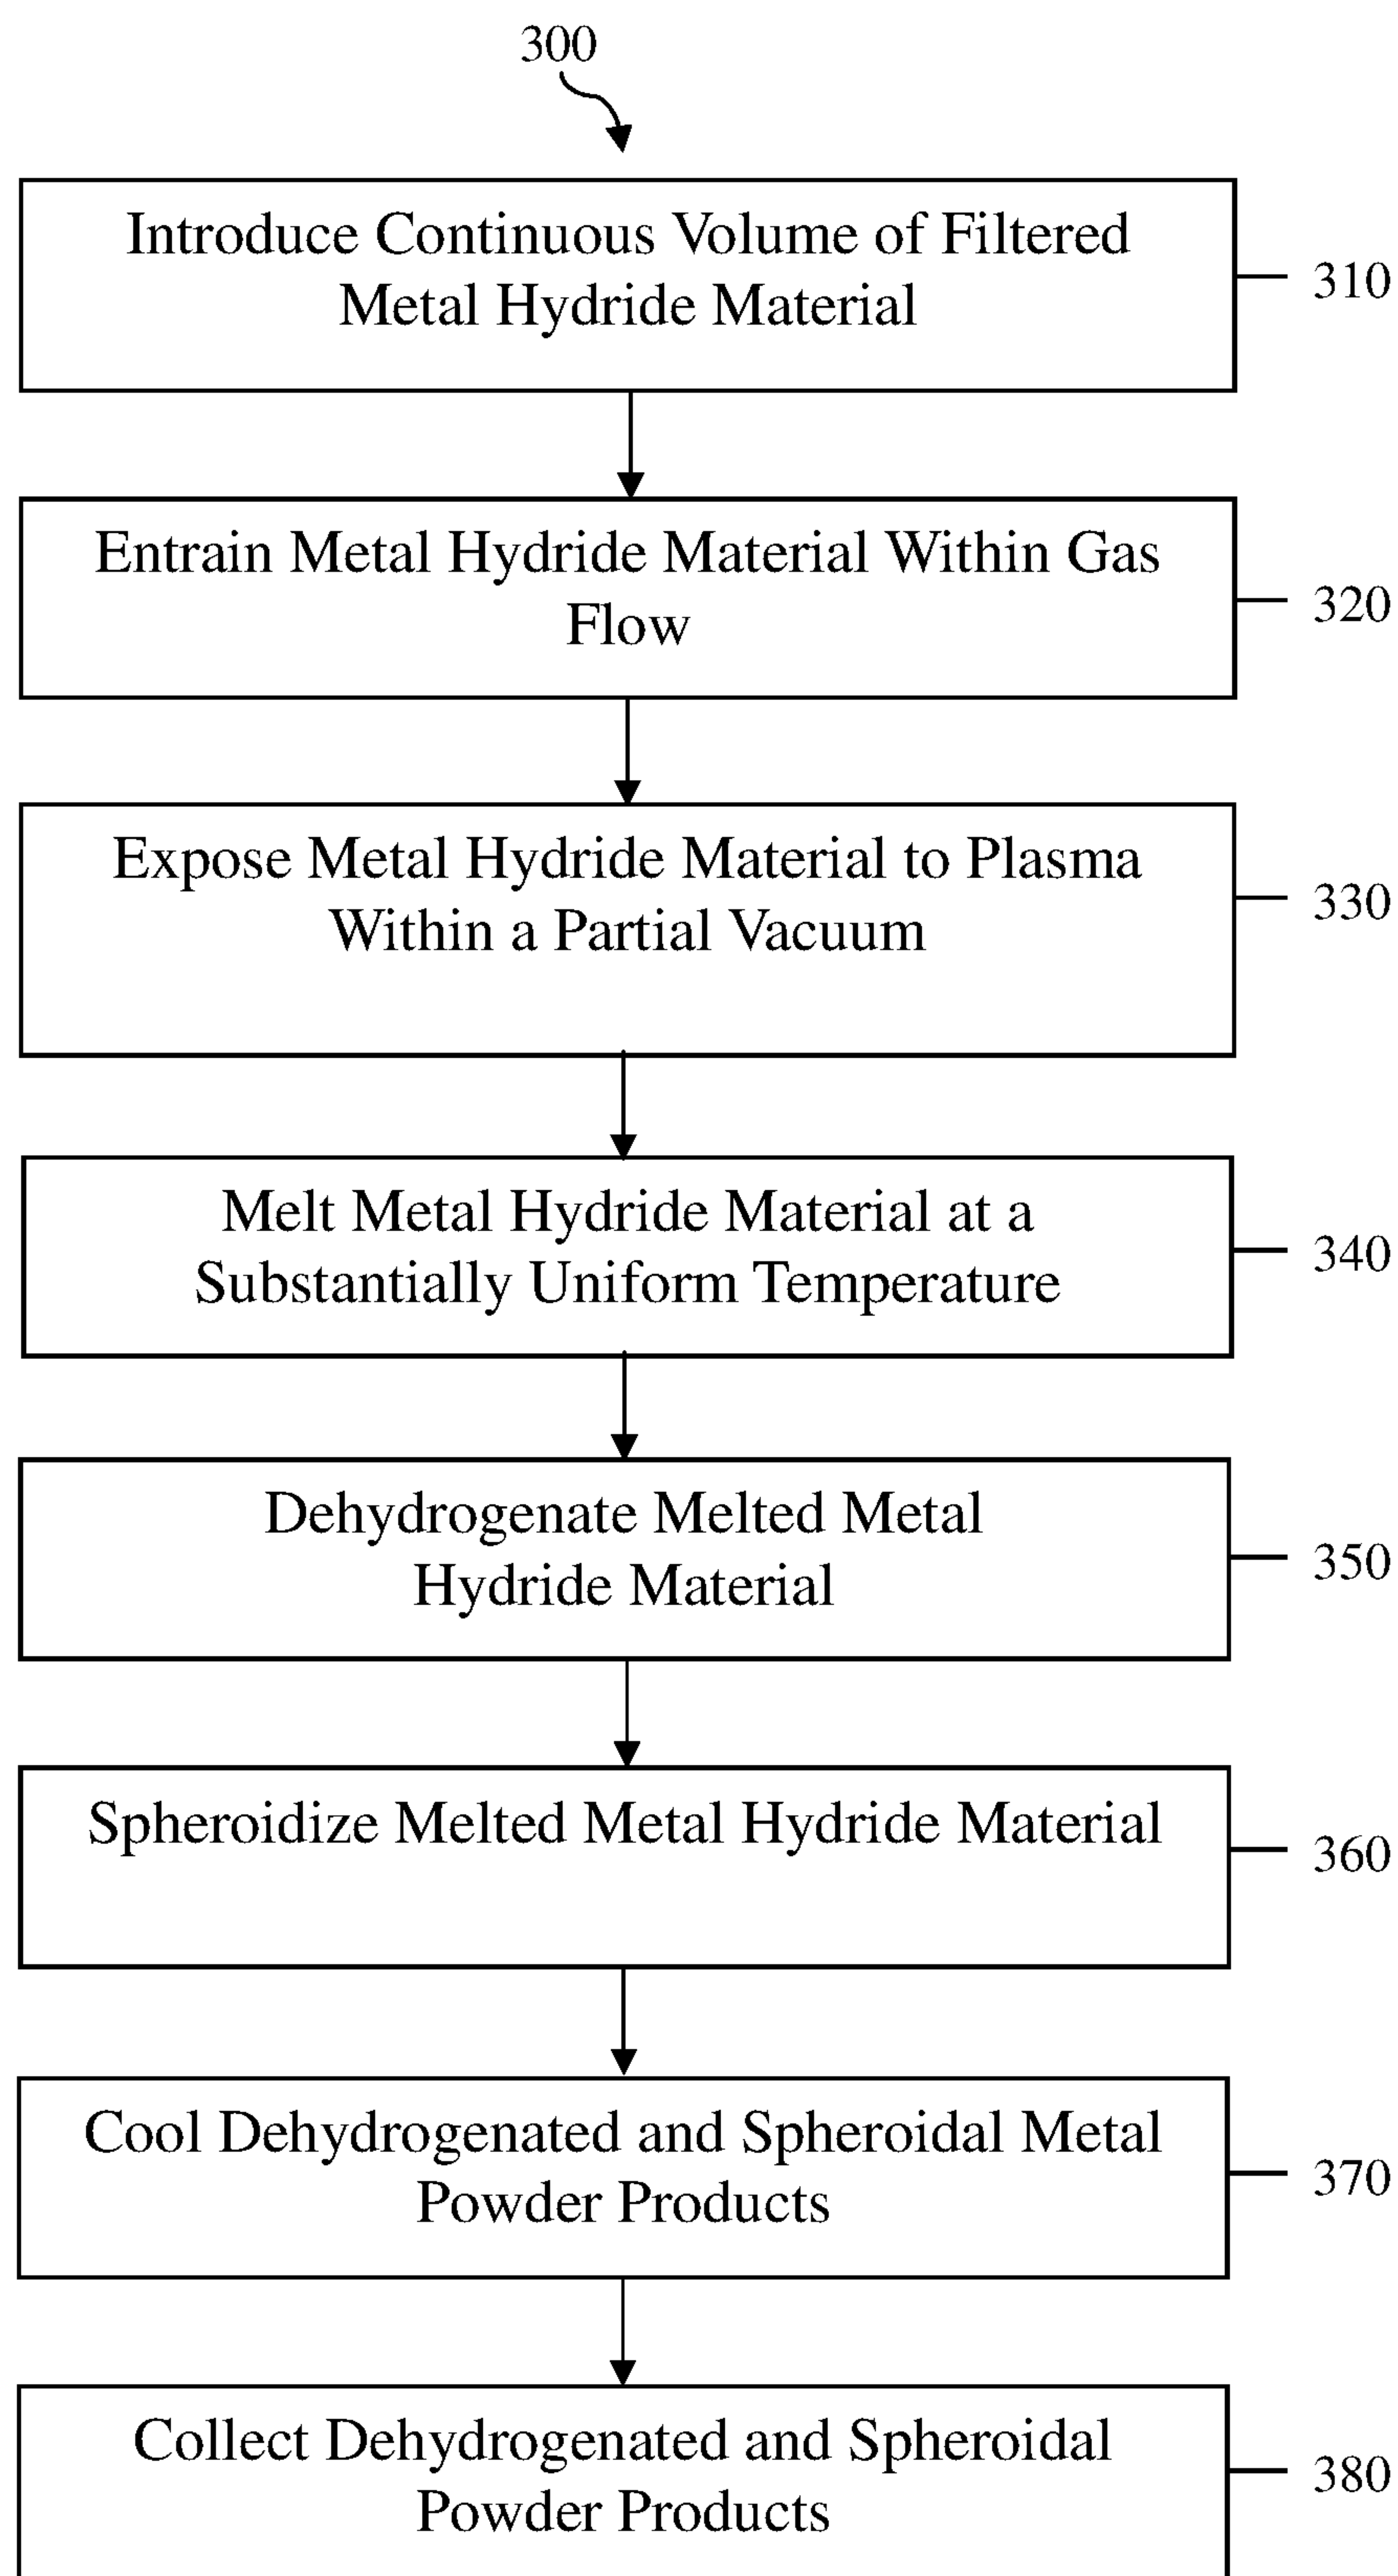 300
Introduce Continuous Volume of Filtered
Metal Hydride Material
310
Entrain Metal Hydride Material Within Gas
Flow
320
Expose Metal Hydride Material to Plasma
Within a Partial Vacuum
330
Melt Metal Hydride Material at a
Substantially Uniform Temperature
340
Dehydrogenate Melted Metal
Hydride Material
350
Spheroidize Melted Metal Hydride Material
360
Cool Dehydrogenated and Spheroidal Metal
Powder Products
370
Collect Dehydrogenated and Spheroidal
Powder Products
380